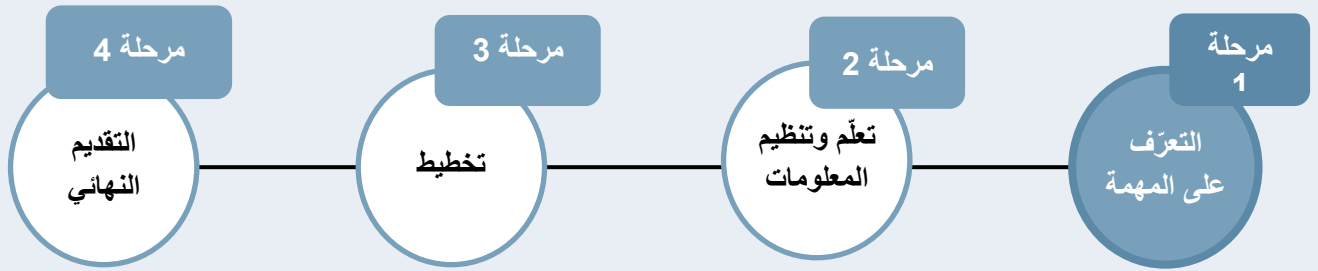 مرحلة
1
التعرّف
على المهمة
مرحلة 2
تعلّم وتنظيم
المعلومات
مرحلة 3
تخطيط
مرحلة 4
التقديم
النهائي